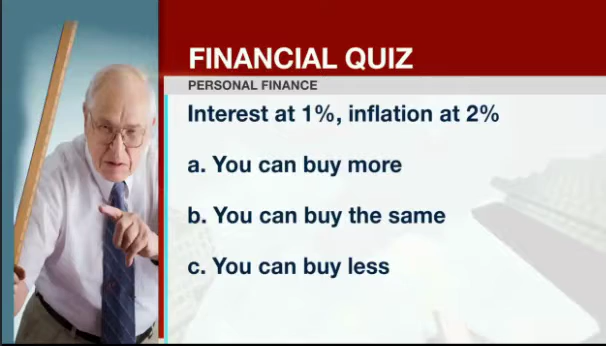 FINANCIAL QUIZ
PERSONAL FINANCE
Interest at 1%, inflation at 2%
a. You can buy more
b. You can buy the same
c. You can buy less